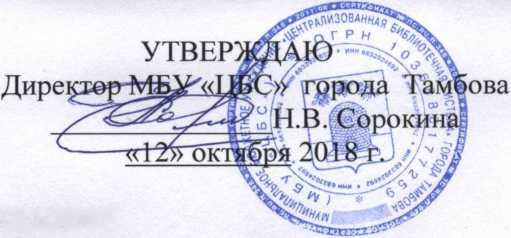 УТВЕРЖДАЮ
Директор МБУ «ЦБС» города Тамбова
Н.В. Сорокина
«12» октября 2018 г.